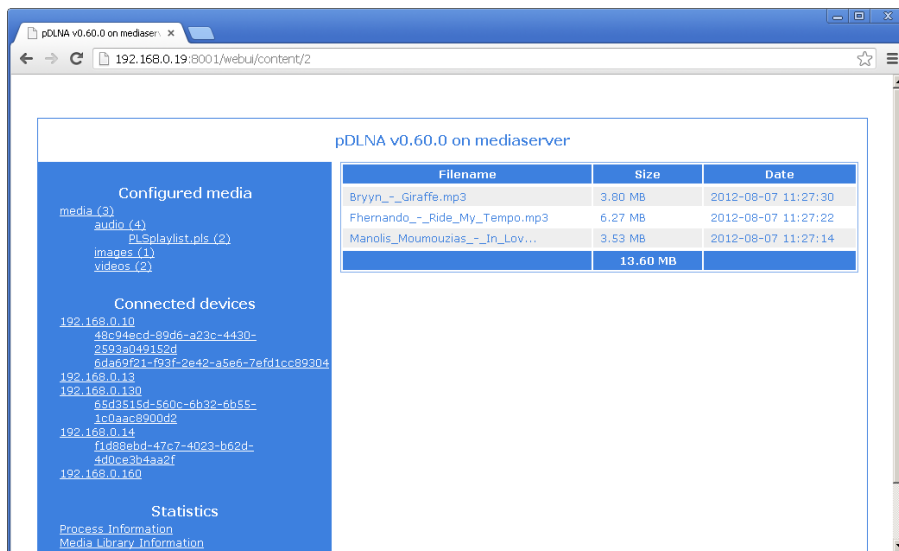 pDLNA v0.60.0 on mediaserv
192.168.0.19:8001/webui/content/2
pDLNA v0.60.0 on mediaserver
Configured media
media (3)
audio (4)
PLSplaylist.pls (2)
images (1)
videos (2)
Connected devices
192.168.0.10
48c94ecd-89d6-a23c-4430-
2593a049152d
6da69f21-f93f-2e42-a5e6-7efd1cc89304
192.168.0.13
192.168.0.130
65d3515d-560c-6b32-6b55-
1c0aac8900d2
192.168.0.14
f1d88ebd-47c7-4023-b62d-
4d0ce3b4aa2f
192.168.0.160
Statistics
Process Information
Media Library Information
Filename Size Date
Bryyn_-_Giraffe.mp3 3.80 MB 2012-08-07 11:27:30
Fhernando_-_Ride_My_Tempo.mp3 6.27 MB 2012-08-07 11:27:22
Manolis_Moumouzias_-_In_Lov... 3.53 MB 2012-08-07 11:27:14
13.60 MB